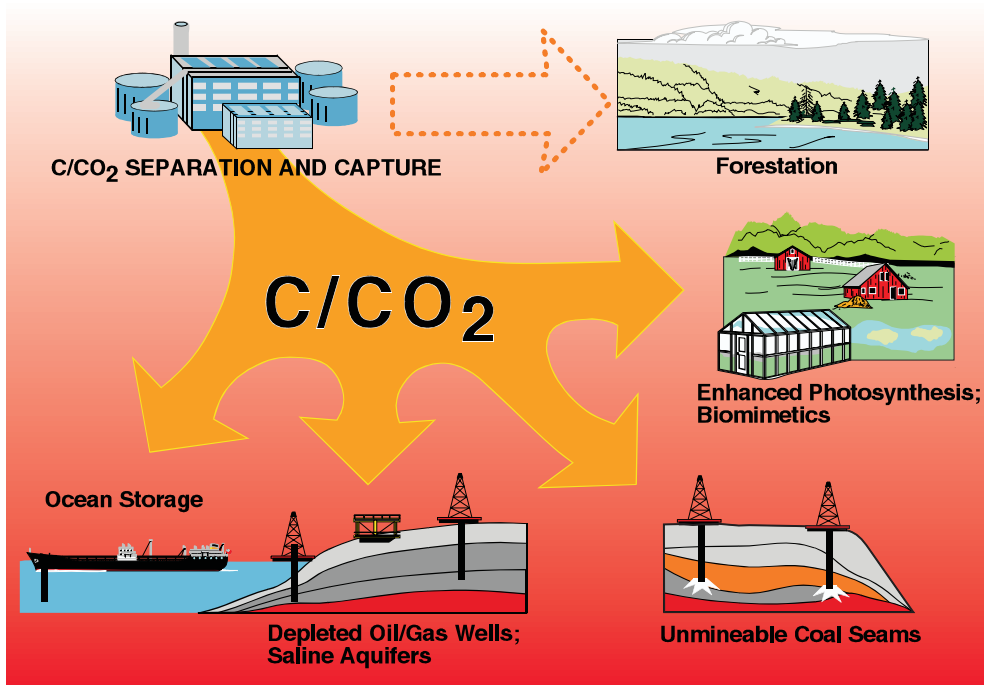 C/CO2 SEPARATION AND CAPTURE
Forestation
C/CO2
Enhanced Photosynthesis;
Biomimetics
Ocean Storage
Depleted Oil/Gas Wells;
Saline Aquifers
Unmineable Coal Seams